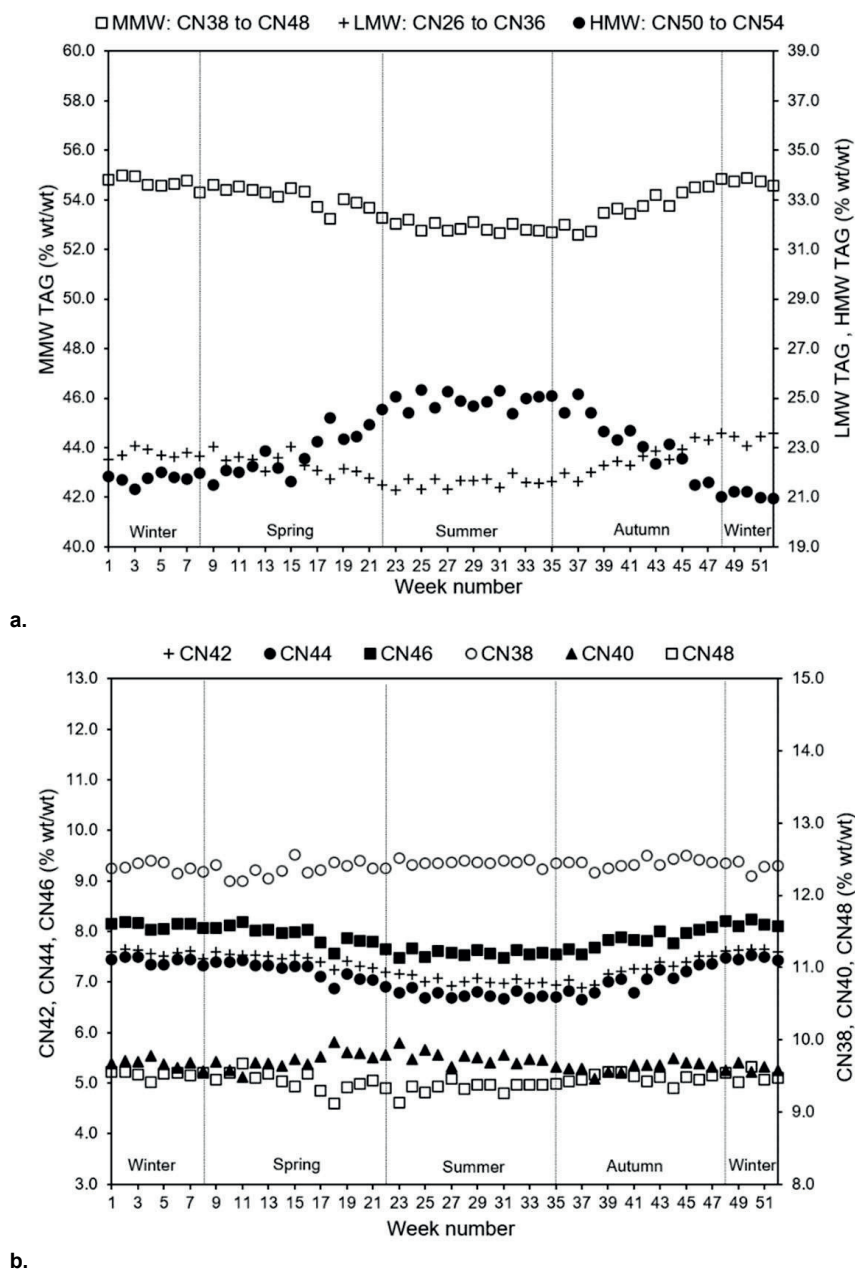 □ MMW: CN38 to CN48 + LMW: CN26 to CN36 ● HMW: CN50 to CN54
60.0 39.0
58.0 37.0
56.0 35.0
54.0 33.0
52.0 31.0
50.0 29.0
48.0 27.0
46.0 25.0
44.0 23.0
42.0 21.0
40.0 19.0
MMW TAG (% wt/wt)
LMW TAG , HMW TAG (% wt/wt)
Winter Spring Summer Autumn Winter
1 3 5 7 9 11 13 15 17 19 21 22 23 25 27 29 31 33 35 37 39 41 43 45 47 49 51
Week number
a.
+ CN42 ● CN44 ■ CN46 ○ CN38 ▲ CN40 □ CN48
13.0 15.0
12.0 14.0
11.0
10.0 13.0
9.0 12.0
8.0
7.0 11.0
6.0 10.0
5.0
4.0 9.0
3.0 8.0
CN42, CN44, CN46 (% wt/wt)
CN38, CN40, CN48 (% wt/wt)
Winter Spring Summer Autumn Winter
1 3 5 7 9 11 13 15 17 19 21 23 25 27 29 31 33 35 37 39 41 43 45 47 49 51
Week number
b.